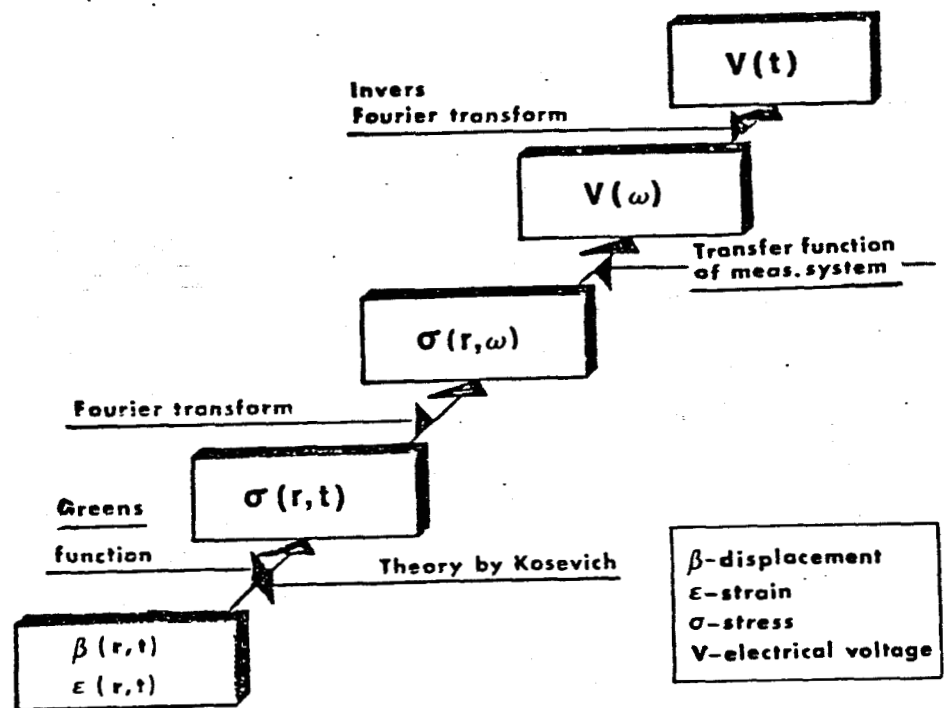 V(t)
Invers
Fourier transform
V(ω)
Transfer function
of meas. system
σ(r,ω)
Fourier transform
σ(r,t)
Greens
function
Theory by Kosevich
β(r,t)
ε(r,t)
β-displacement
ε-strain
σ-stress
V-electrical voltage